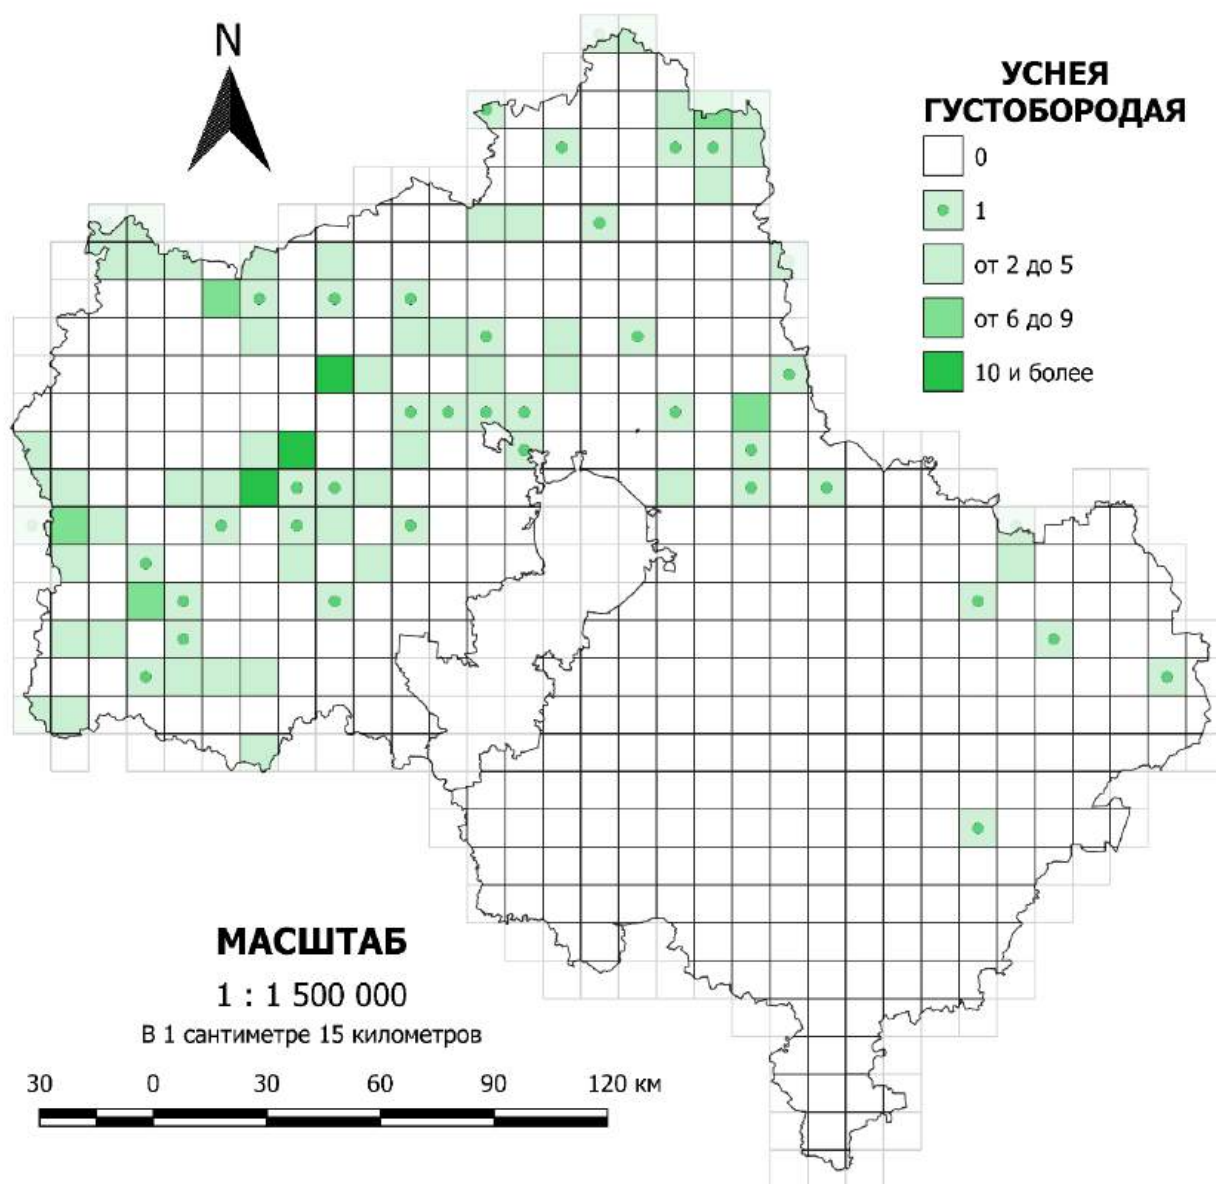 N
УСНЕЯ
ГУСТОБОРОДАЯ
0
1
от 2 до 5
от 6 до 9
10 и более
МАСШТАБ
1 : 1 500 000
В 1 сантиметре 15 километров
30 0 30 60 90 120 км